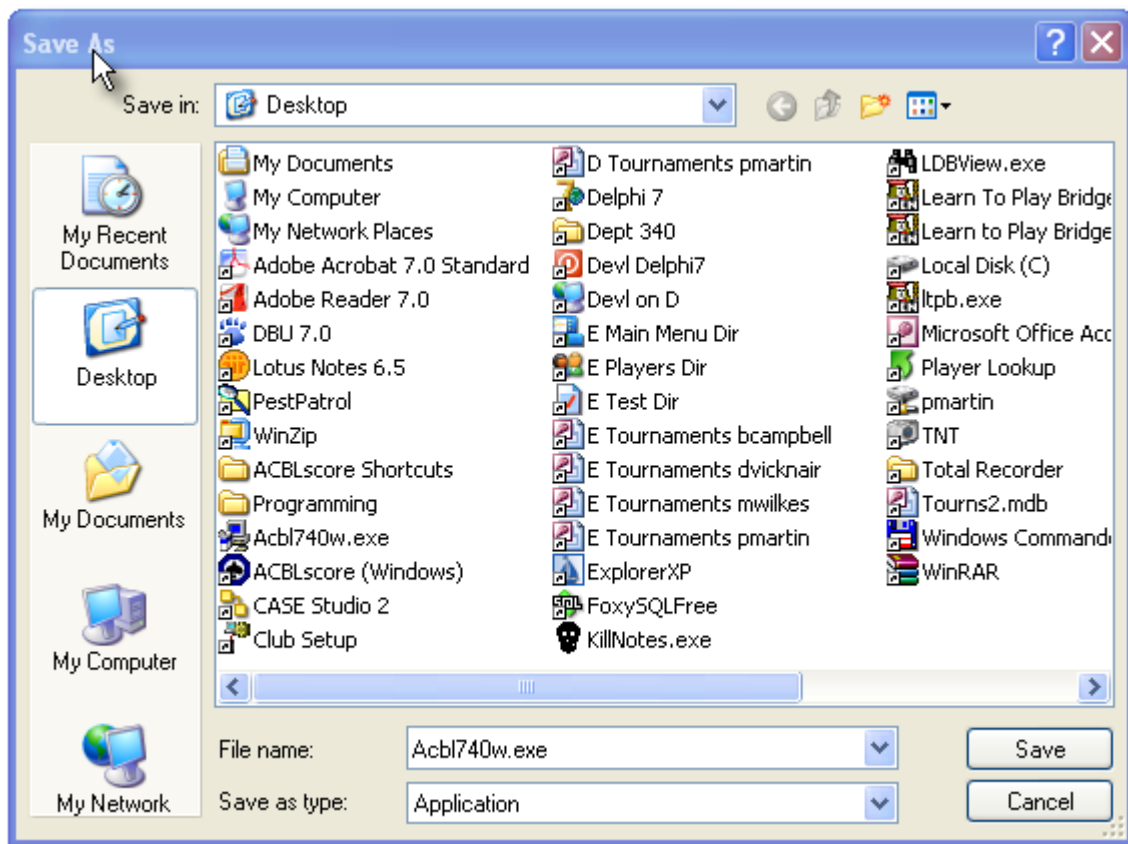 Save As
Save in: Desktop
My Recent
Documents
Desktop
My Documents
My Computer
My Network
My Documents
My Computer
My Network Places
Adobe Acrobat 7.0 Standard
Adobe Reader 7.0
DBU 7.0
Lotus Notes 6.5
PestPatrol
WinZip
ACBLscore Shortcuts
Programming
Acbl740w.exe
ACBLscore (Windows)
CASE Studio 2
Club Setup
D Tournaments pmartin
Delphi 7
Dept 340
Devl Delphi7
Devl on D
E Main Menu Dir
E Players Dir
E Test Dir
E Tournaments bcampbell
E Tournaments dvicknair
E Tournaments mwilkes
E Tournaments pmartin
ExplorerXP
FoxySQLFree
KillNotes.exe
LDBView.exe
Learn To Play Bridge
Learn to Play Bridge
Local Disk (C)
ltpb.exe
Microsoft Office Acc
Player Lookup
pmartin
TNT
Total Recorder
Tourns2.mdb
Windows Command
WinRAR
File name: Acbl740w.exe Save
Save as type: Application Cancel